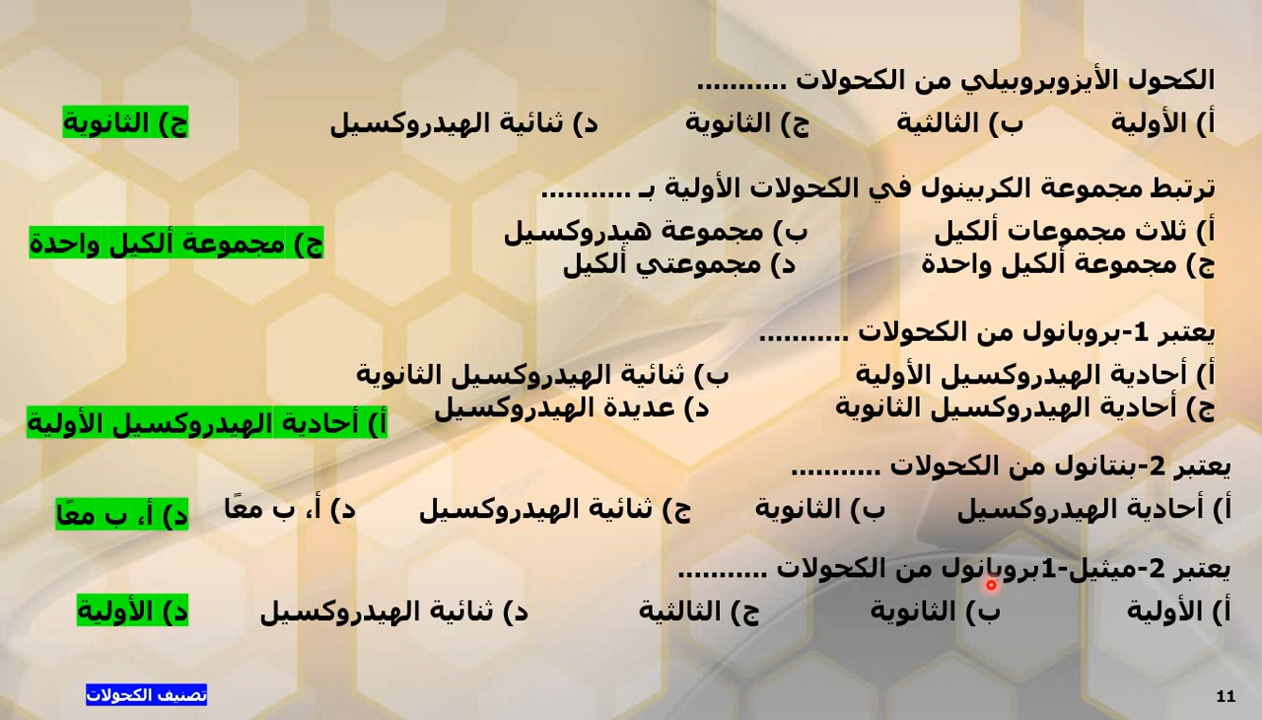 الكحول الأيزوبروبيلي من الكحولات ...........
أ) الأولية ب) الثالثية ج) الثانوية د) ثنائية الهيدروكسيل ج) الثانوية
ترتبط مجموعة الكربينول في الكحولات الأولية بـ ...........
أ) ثلاث مجموعات ألكيل ب) مجموعة هيدروكسيل
ج) مجموعة ألكيل واحدة د) مجموعتي ألكيل
ج) مجموعة ألكيل واحدة
يعتبر 1-بروبانول من الكحولات ...........
أ) أحادية الهيدروكسيل الأولية ب) ثنائية الهيدروكسيل الثانوية
ج) أحادية الهيدروكسيل الثانوية د) عديدة الهيدروكسيل
أ) أحادية الهيدروكسيل الأولية
يعتبر 2-بنتانول من الكحولات ...........
أ) أحادية الهيدروكسيل ب) الثانوية ج) ثنائية الهيدروكسيل د) أ، ب معًا د) أ، ب معًا
يعتبر 2-ميثيل-1بروبانول من الكحولات ...........
أ) الأولية ب) الثانوية ج) الثالثية د) ثنائية الهيدروكسيل د) الأولية
تصنيف الكحولات
11